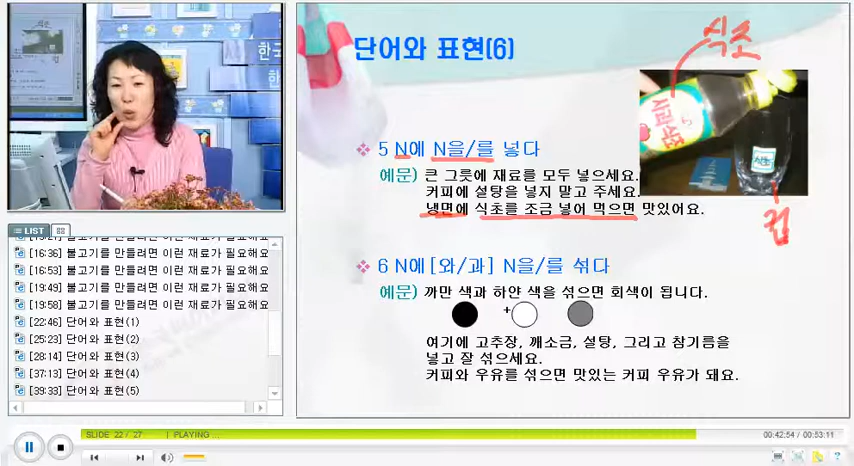 한국
단어와 표현(6)
식초
사과식초
컵
5 N에 N을/를 넣다
예문) 큰 그릇에 재료를 모두 넣으세요.
커피에 설탕을 넣지 말고 주세요.
냉면에 식초를 조금 넣어 먹으면 맛있어요.
6 N에[와/과] N을/를 섞다
예문) 까만 색과 하얀 색을 섞으면 회색이 됩니다.
+
여기에 고추장, 깨소금, 설탕, 그리고 참기름을
넣고 잘 섞으세요.
커피와 우유를 섞으면 맛있는 커피 우유가 돼요.
LIST
[16:36] 불고기를 만들려면 이런 재료가 필요해요
[16:53] 불고기를 만들려면 이런 재료가 필요해요
[19:49] 불고기를 만들려면 이런 재료가 필요해요
[19:58] 불고기를 만들려면 이런 재료가 필요해요
[22:46] 단어와 표현(1)
[25:23] 단어와 표현(2)
[28:14] 단어와 표현(3)
[37:13] 단어와 표현(4)
[39:33] 단어와 표현(5)
SLIDE 22 / 27 | PLAYING ...
00:42:54 / 00:53:11